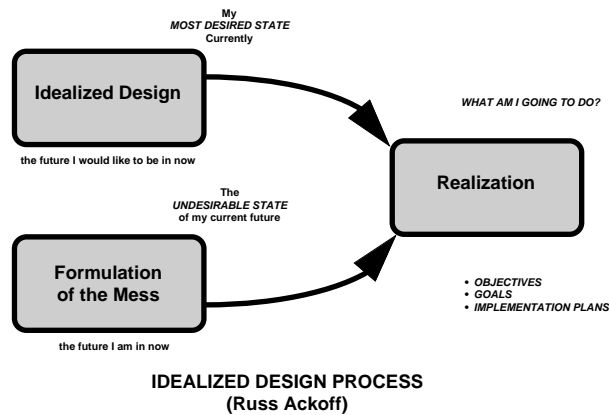 My
MOST DESIRED STATE
Currently
Idealized Design
the future I would like to be in now
WHAT AM I GOING TO DO?
Realization
The
UNDESIRABLE STATE
of my current future
Formulation
of the Mess
the future I am in now
• OBJECTIVES
• GOALS
• IMPLEMENTATION PLANS
IDEALIZED DESIGN PROCESS
(Russ Ackoff)